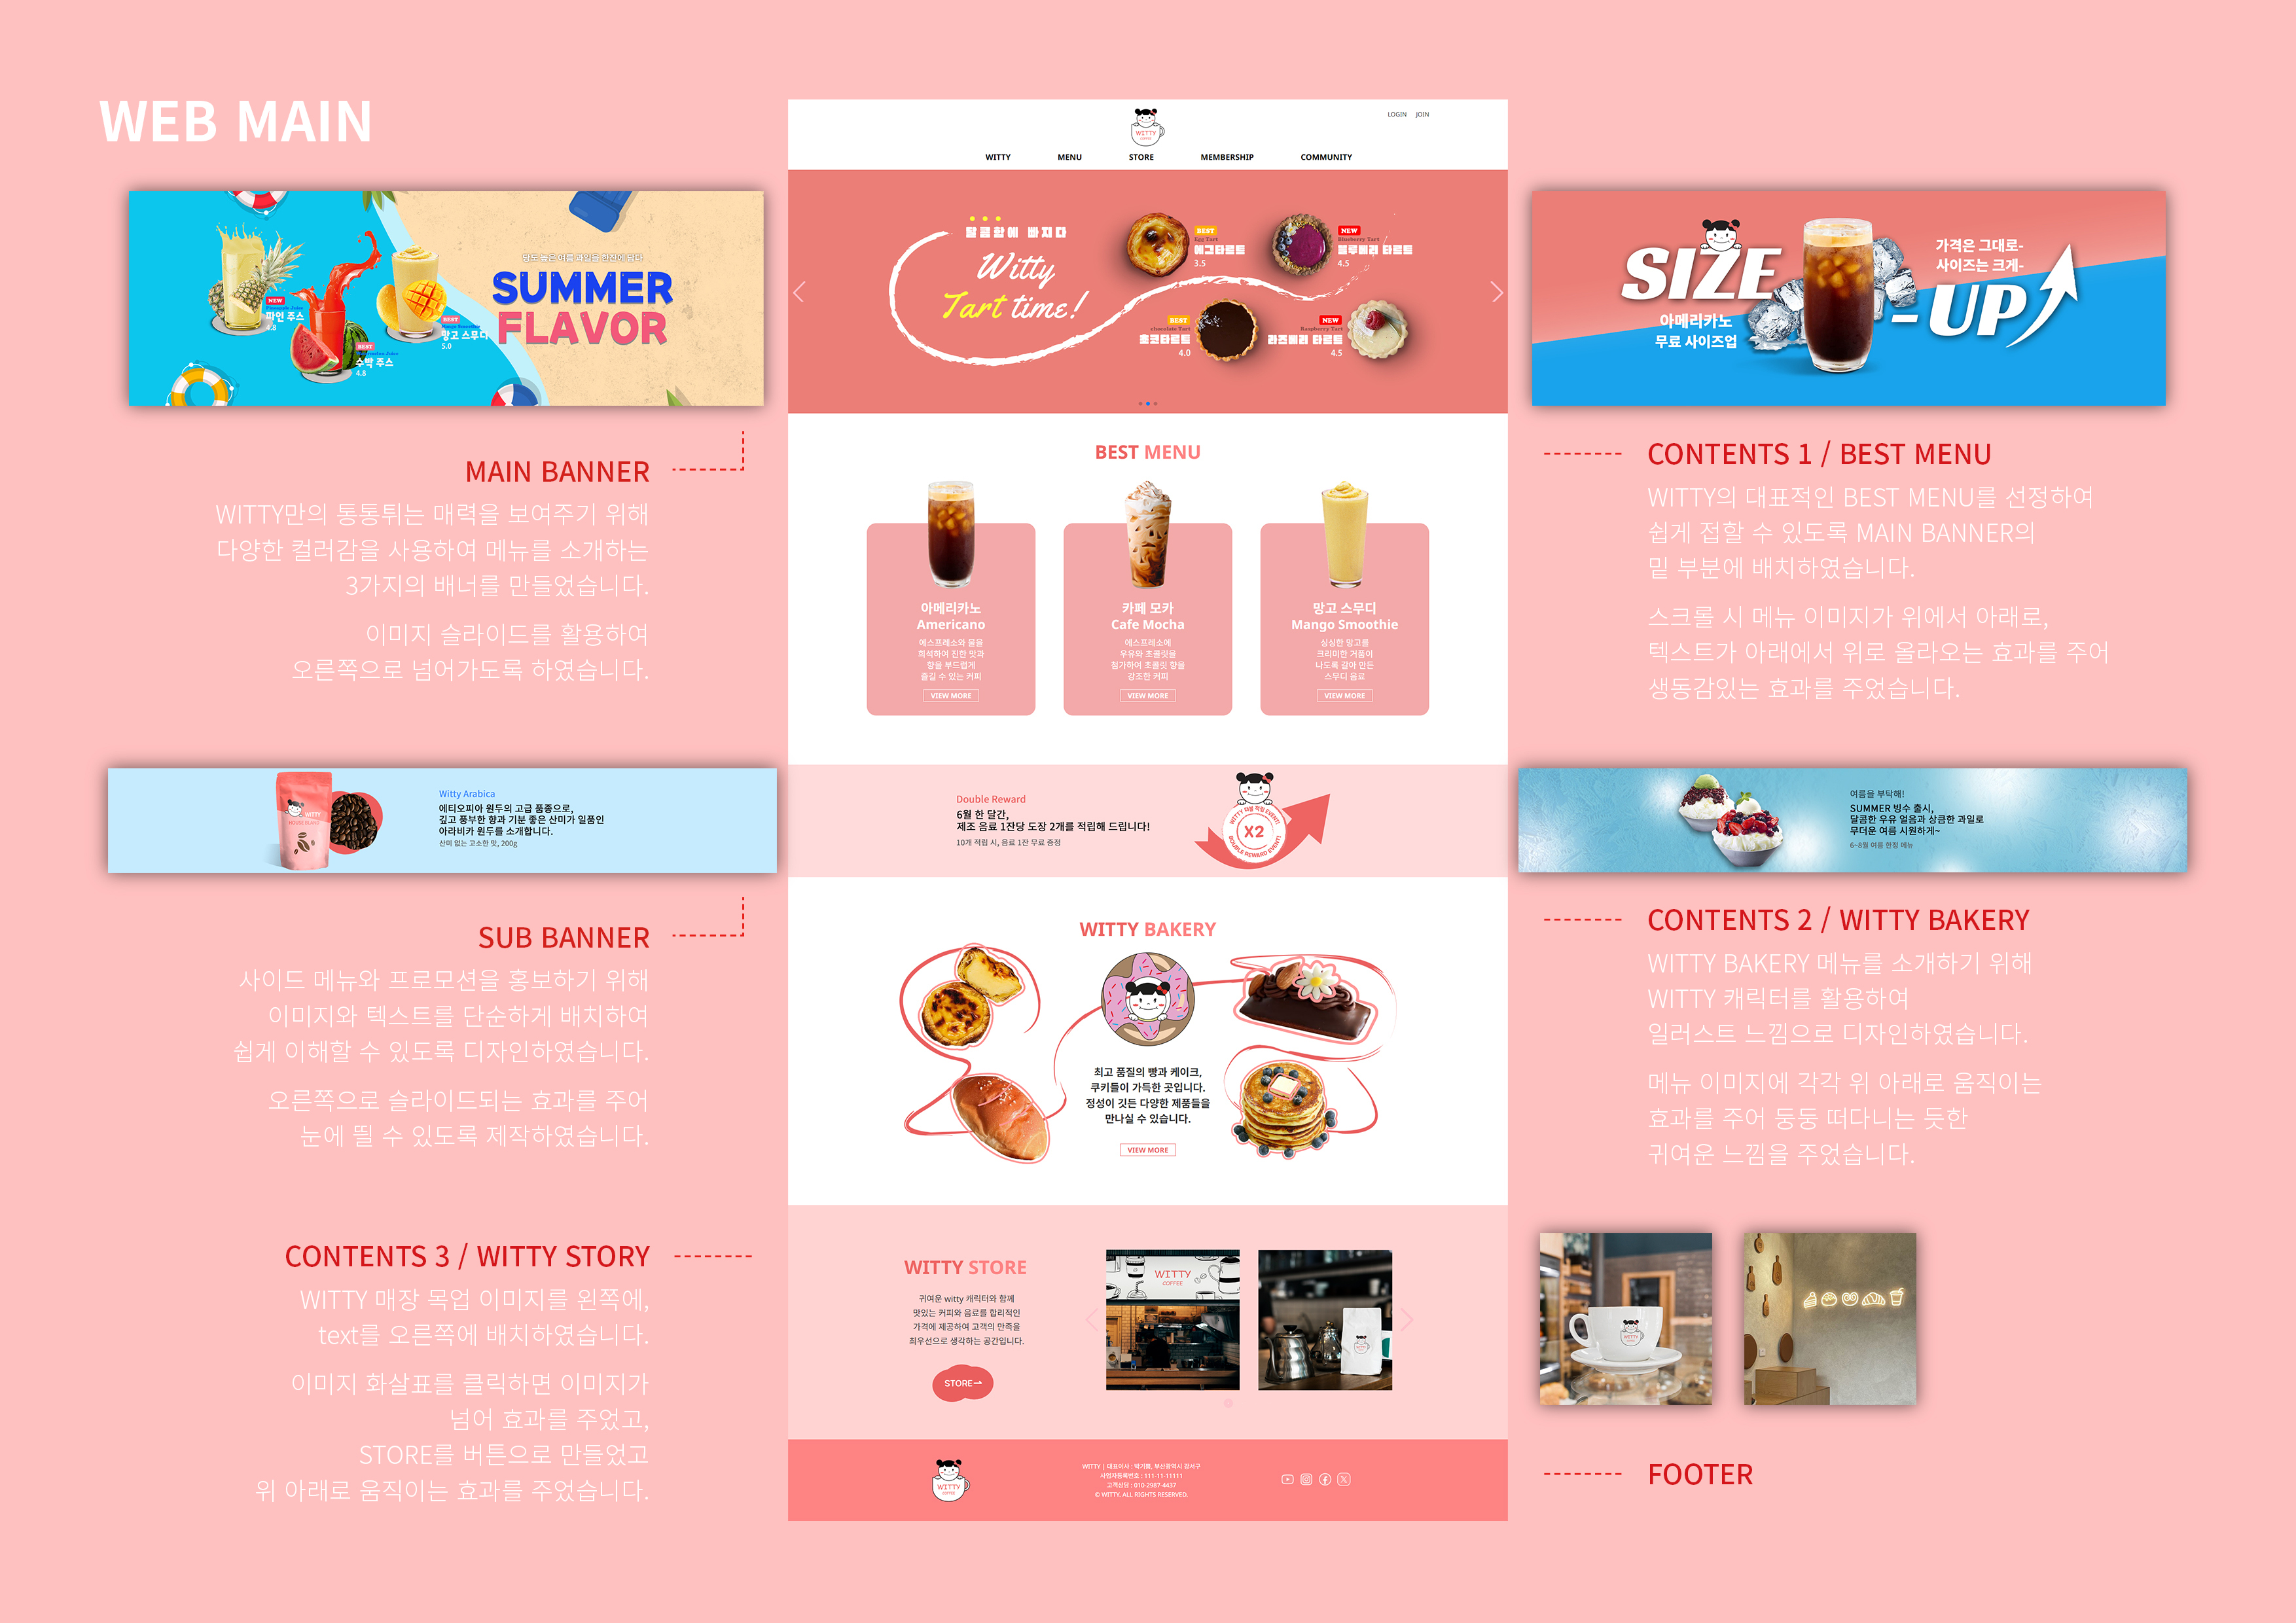 WEB MAIN
단도 높은 여름 과일을 한잔에 담다
SUMMER
FLAVOR
NEW
파인 주스
4.8
BEST
수박 주스
4.8
BEST
Mango Smoothie
망고 스무디
5.0
MAIN BANNER
WITTY만의 통통튀는 매력을 보여주기 위해
다양한 컬러감을 사용하여 메뉴를 소개하는
3가지의 배너를 만들었습니다.
이미지 슬라이드를 활용하여
오른쪽으로 넘어가도록 하였습니다.
Witty Arabica
에티오피아 원두의 고급 품종으로,
깊고 풍부한 향과 기분 좋은 산미가 일품인
아라비카 원두를 소개합니다.
산미 없는 고소한 맛, 200g
WITTY
HOUSE BLEND
SUB BANNER
사이드 메뉴와 프로모션을 홍보하기 위해
이미지와 텍스트를 단순하게 배치하여
쉽게 이해할 수 있도록 디자인하였습니다.
오른쪽으로 슬라이드되는 효과를 주어
눈에 띌 수 있도록 제작하였습니다.
CONTENTS 3 / WITTY STORY
WITTY 매장 목업 이미지를 왼쪽에,
text를 오른쪽에 배치하였습니다.
이미지 화살표를 클릭하면 이미지가
넘어 효과를 주었고,
STORE를 버튼으로 만들었고
위 아래로 움직이는 효과를 주었습니다.
WITTY
COFFEE
LOGIN JOIN
WITTY MENU STORE MEMBERSHIP COMMUNITY
달콤함에 빠지다
Witty
Tart time!
BEST
Egg Tart
에그타르트
3.5
NEW
Blueberry Tart
블루베리 타르트
4.5
BEST
chocolate Tart
초코타르트
4.0
NEW
Raspberry Tart
라즈베리 타르트
4.5
BEST MENU
아메리카노
Americano
에스프레소와 물을
희석하여 진한 맛과
향을 부드럽게
즐길 수 있는 커피
VIEW MORE
카페 모카
Cafe Mocha
에스프레소에
우유와 초콜릿을
첨가하여 초콜릿 향을
강조한 커피
VIEW MORE
망고 스무디
Mango Smoothie
싱싱한 망고를
크리미한 거품이
나도록 갈아 만든
스무디 음료
VIEW MORE
Double Reward
6월 한 달간,
제조 음료 1잔당 도장 2개를 적립해 드립니다!
10개 적립 시, 음료 1잔 무료 증정
WITTY 더블 적립 EVENT!
X2
DOUBLE REWARD EVENT!
WITTY BAKERY
최고 품질의 빵과 케이크,
쿠키들이 가득한 곳입니다.
정성이 깃든 다양한 제품들을
만나실 수 있습니다.
VIEW MORE
WITTY STORE
귀여운 witty 캐릭터와 함께
맛있는 커피와 음료를 합리적인
가격에 제공하여 고객의 만족을
최우선으로 생각하는 공간입니다.
STORE
WITTY
COFFEE
WITTY
COFFEE
WITTY | 대표이사 : 박기쁨, 부산광역시 강서구
사업자등록번호 : 111-11-11111
고객상담 : 010-2987-4437
© WITTY. ALL RIGHTS RESERVED.
SIZE
-UP
아메리카노
무료 사이즈업
가격은 그대로-
사이즈는 크게-
CONTENTS 1 / BEST MENU
WITTY의 대표적인 BEST MENU를 선정하여
쉽게 접할 수 있도록 MAIN BANNER의
밑 부분에 배치하였습니다.
스크롤 시 메뉴 이미지가 위에서 아래로,
텍스트가 아래에서 위로 올라오는 효과를 주어
생동감있는 효과를 주었습니다.
여름을 부탁해!
SUMMER 빙수 출시,
달콤한 우유 얼음과 상큼한 과일로
무더운 여름 시원하게~
6~8월 여름 한정 메뉴
CONTENTS 2 / WITTY BAKERY
WITTY BAKERY 메뉴를 소개하기 위해
WITTY 캐릭터를 활용하여
일러스트 느낌으로 디자인하였습니다.
메뉴 이미지에 각각 위 아래로 움직이는
효과를 주어 둥둥 떠다니는 듯한
귀여운 느낌을 주었습니다.
WITTY
FOOTER